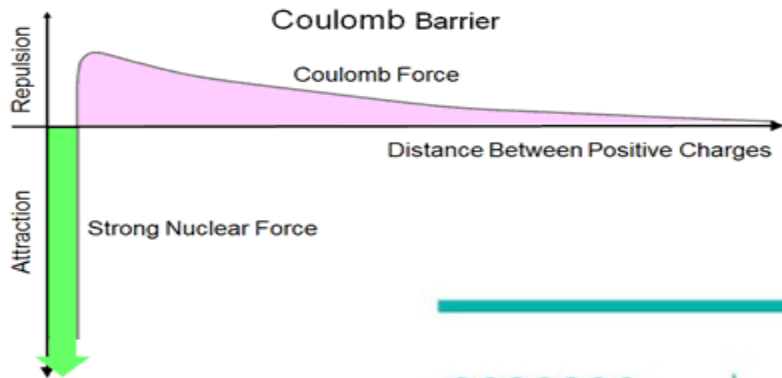 Coulomb Barrier
Repulsion
Coulomb Force
Distance Between Positive Charges
Attraction
Strong Nuclear Force